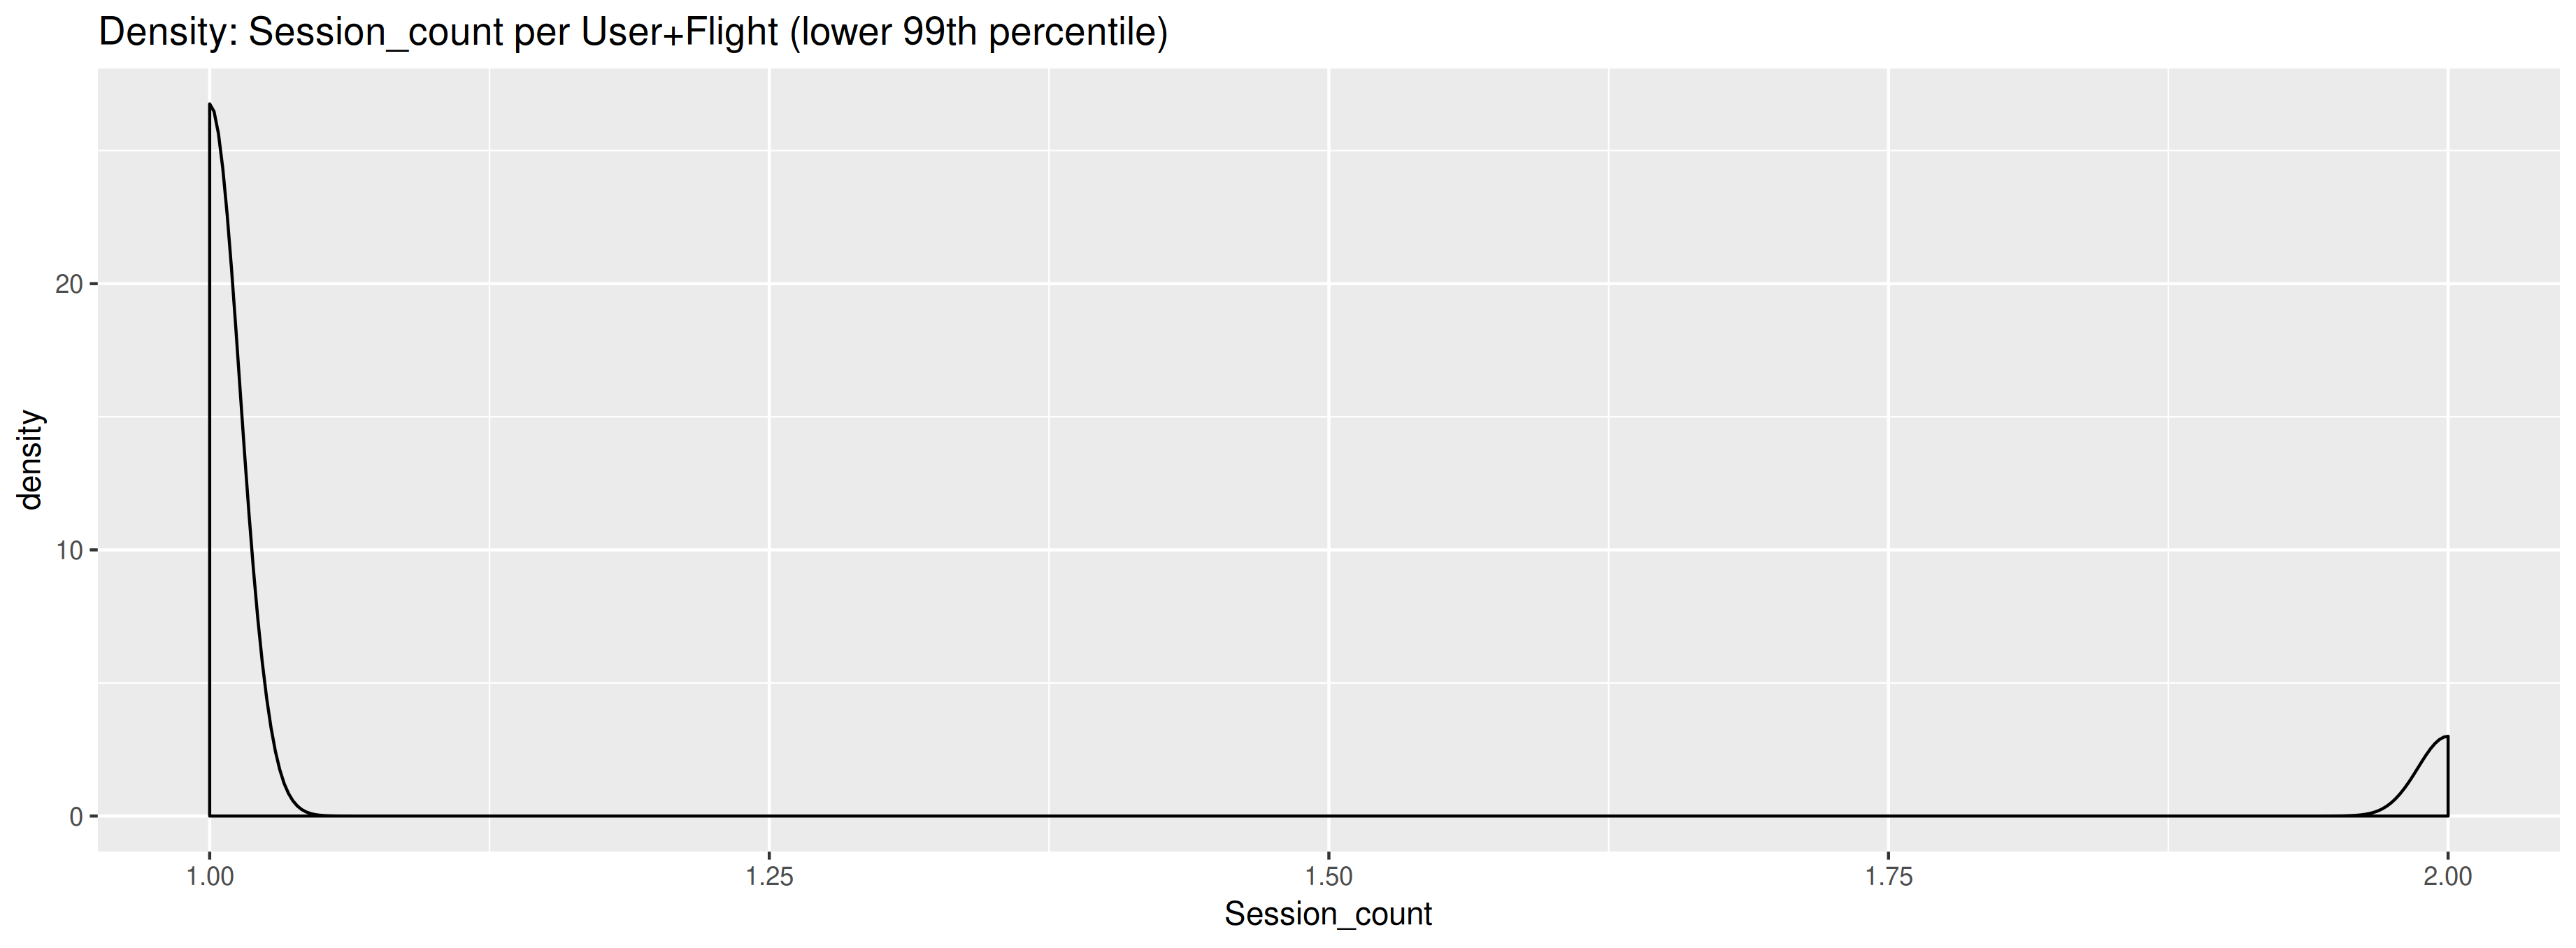 Density: Session_count per User+Flight (lower 99th percentile)
density
20
10
0
1.00 1.25 1.50 1.75 2.00
Session_count